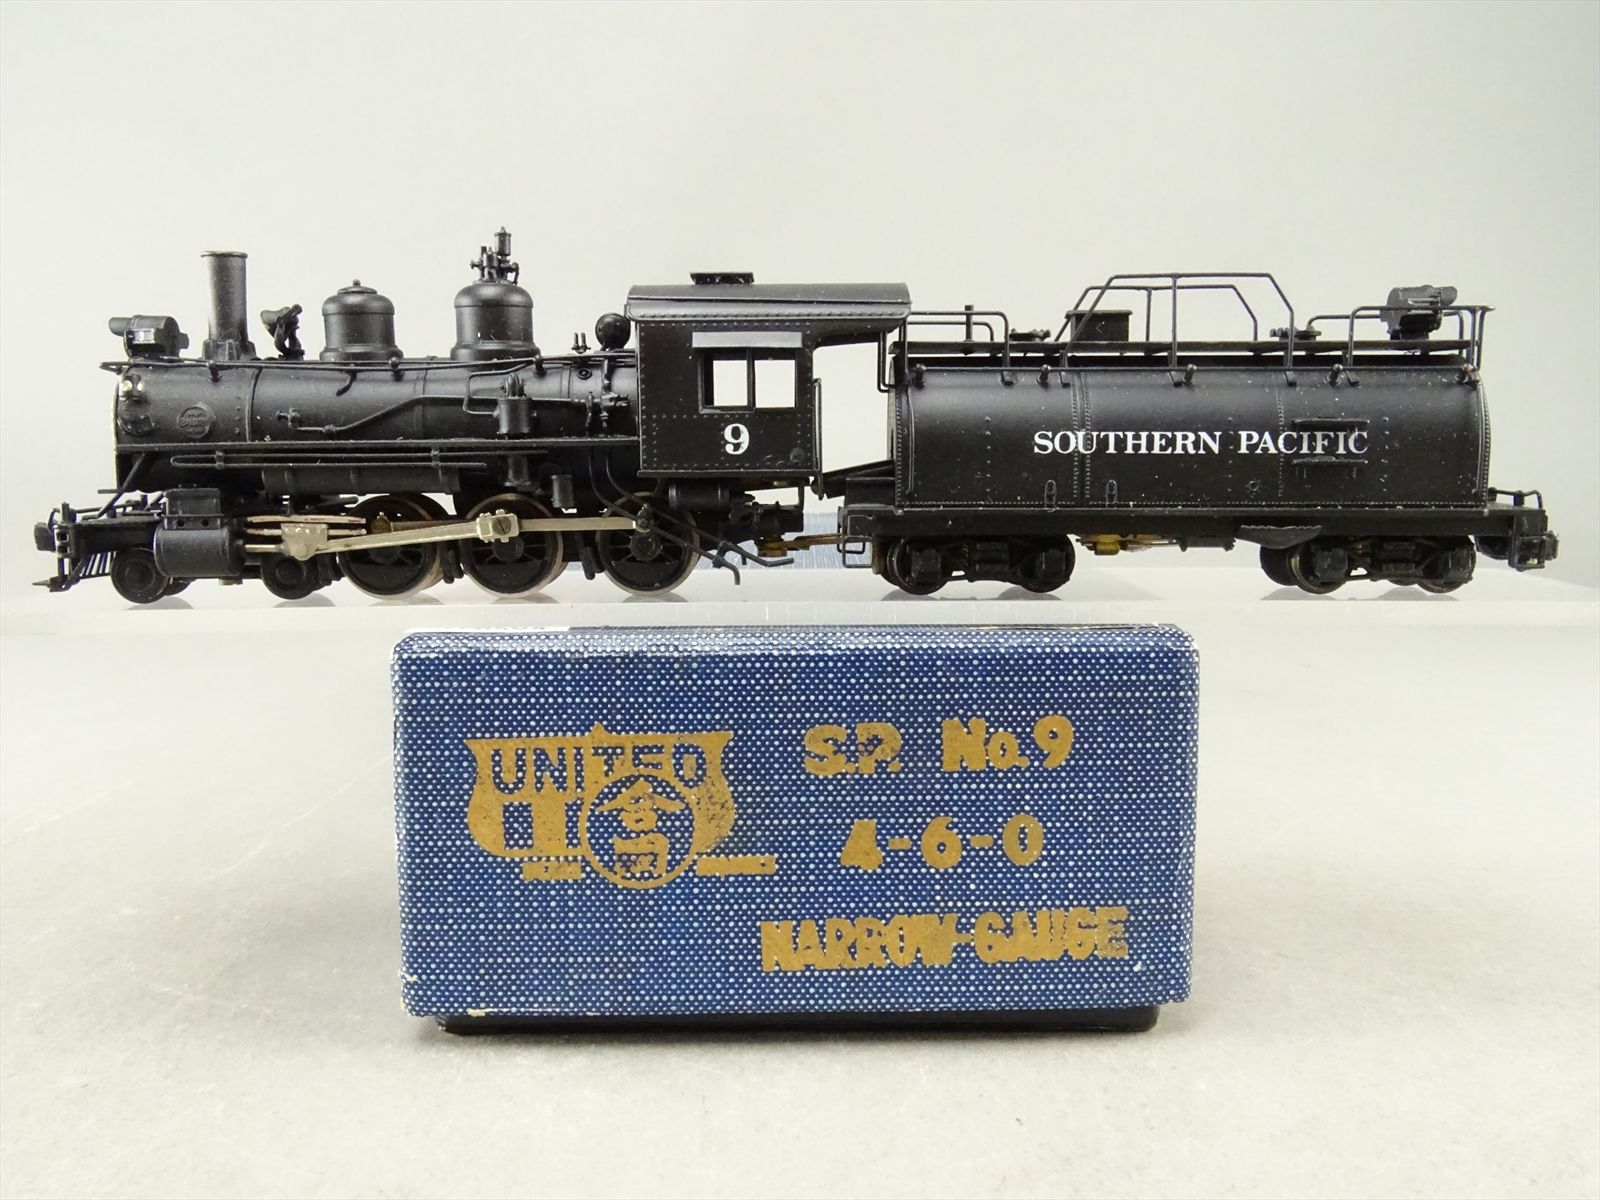 9
SOUTHERN PACIFIC
UNITED
S.P. No.9
4-6-0
NARROW-GAUGE